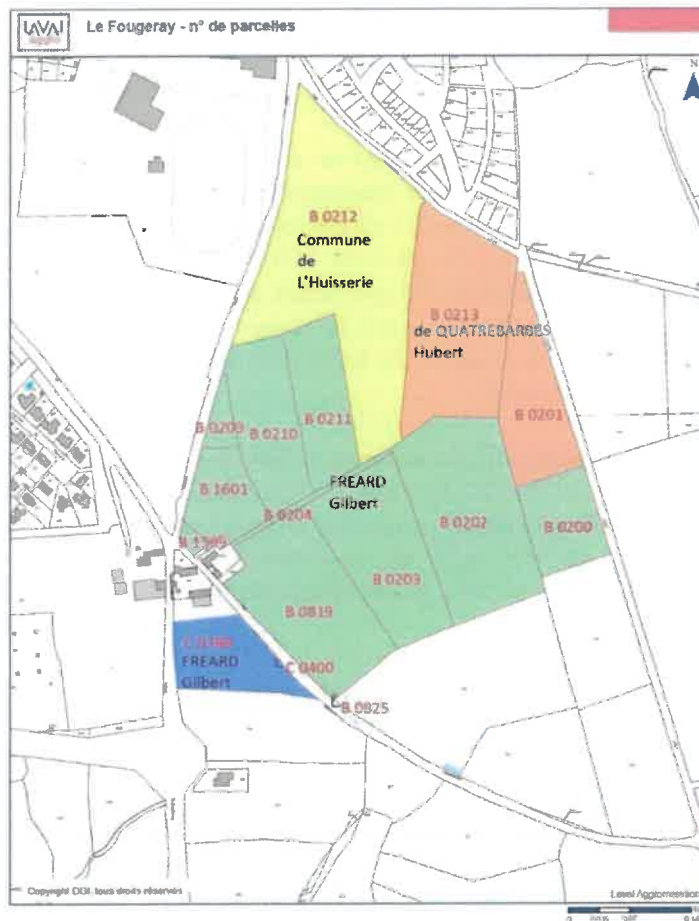 LAVAL
Le Fougeray - n° de parcelles
N
B 0212
Commune
de
L'Huisserie
B 0213
de QUATREBARBES
Hubert
B 0201
B 0211
B 0210
B 0209
FREARD
Gilbert
B 1601
B 0204
B 0202
B 0200
B 0203
B 0819
FREARD
Gilbert
C 0400
B 0825
Copyright DGI, tous droits réservés
Laval Agglomération